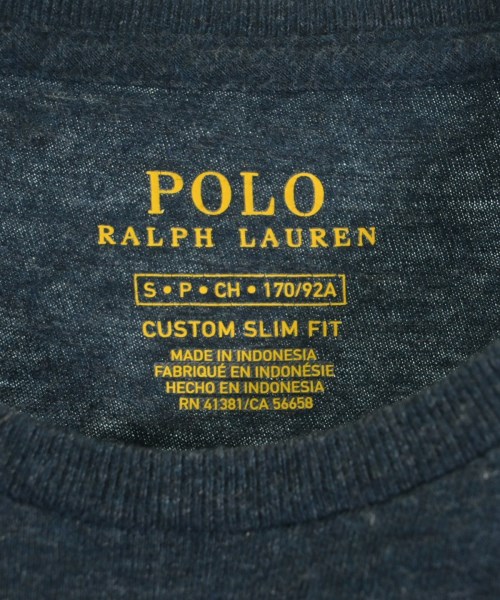 POLO
RALPH LAUREN
S • P • CH • 170/92A
CUSTOM SLIM FIT
MADE IN INDONESIA
FABRIQUÉ EN INDONÉSIE
HECHO EN INDONESIA
RN 41381/CA 56658